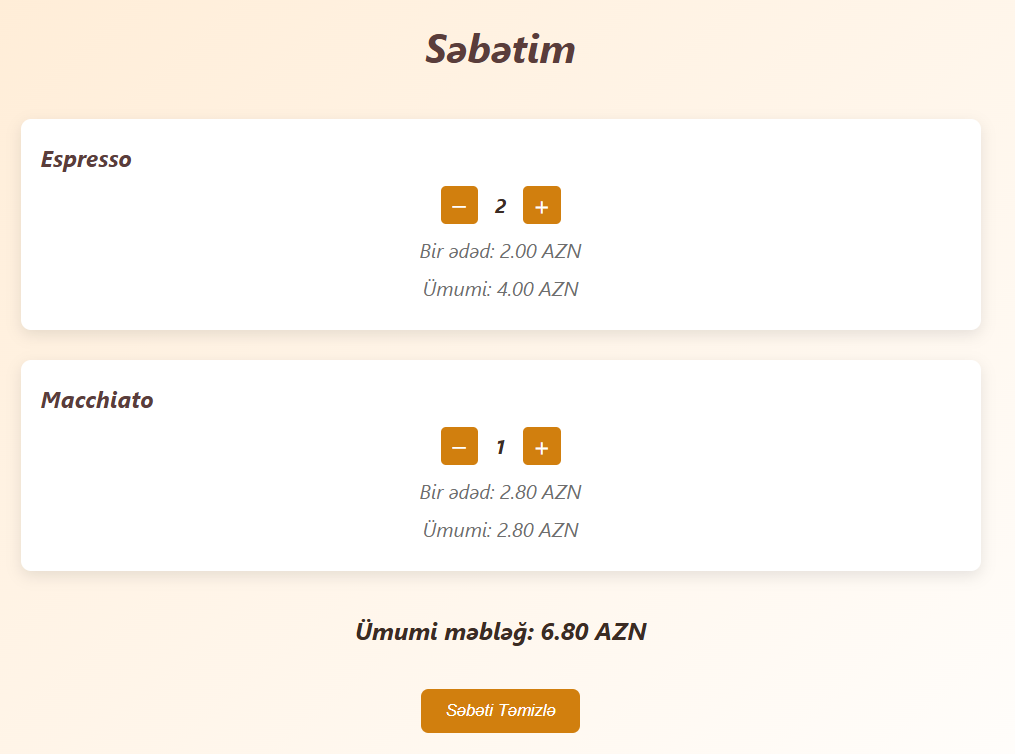 Səbətim
Espresso
− 2 +
Bir ədəd: 2.00 AZN
Ümumi: 4.00 AZN
Macchiato
− 1 +
Bir ədəd: 2.80 AZN
Ümumi: 2.80 AZN
Ümumi məbləğ: 6.80 AZN
Səbəti Təmizlə